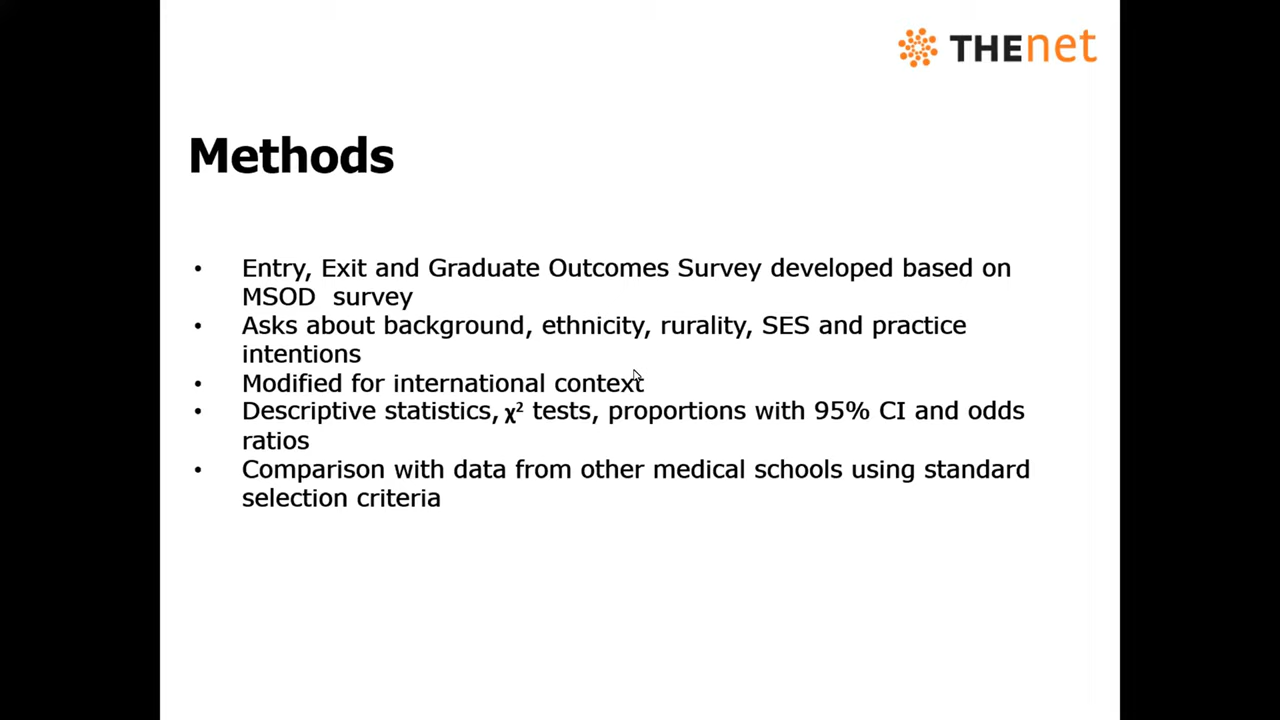 THEnet
Methods
• Entry, Exit and Graduate Outcomes Survey developed based on
MSOD survey
• Asks about background, ethnicity, rurality, SES and practice
intentions
• Modified for international context
• Descriptive statistics, χ² tests, proportions with 95% CI and odds
ratios
• Comparison with data from other medical schools using standard
selection criteria